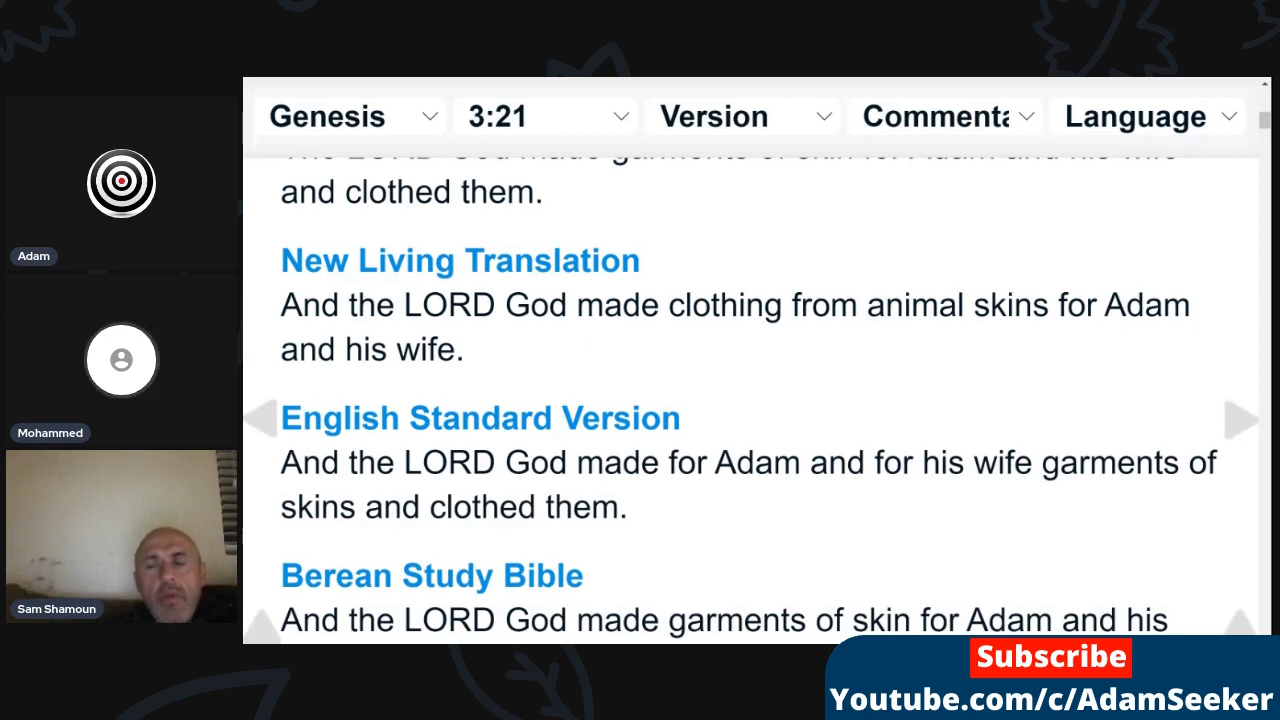 Genesis
3:21
Version
Commenta
Language
and clothed them.
New Living Translation
And the LORD God made clothing from animal skins for Adam
and his wife.
English Standard Version
And the LORD God made for Adam and for his wife garments of
skins and clothed them.
Berean Study Bible
And the LORD God made garments of skin for Adam and his
Adam
Mohammed
Sam Shamoun
Subscribe
Youtube.com/c/AdamSeeker